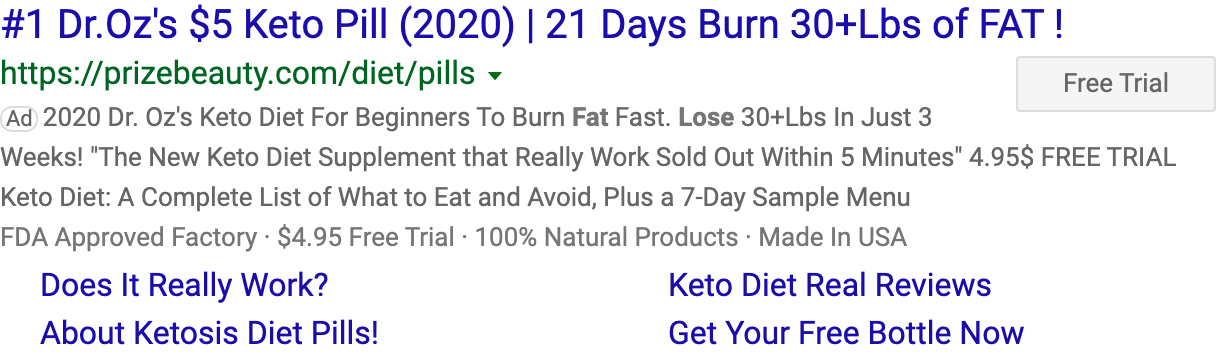 #1 Dr.Oz's $5 Keto Pill (2020) | 21 Days Burn 30+Lbs of FAT !
https://prizebeauty.com/diet/pills
Free Trial
Ad 2020 Dr. Oz's Keto Diet For Beginners To Burn Fat Fast. Lose 30+Lbs In Just 3
Weeks! "The New Keto Diet Supplement that Really Work Sold Out Within 5 Minutes" 4.95$ FREE TRIAL
Keto Diet: A Complete List of What to Eat and Avoid, Plus a 7-Day Sample Menu
FDA Approved Factory · $4.95 Free Trial · 100% Natural Products · Made In USA
Does It Really Work?
Keto Diet Real Reviews
About Ketosis Diet Pills!
Get Your Free Bottle Now